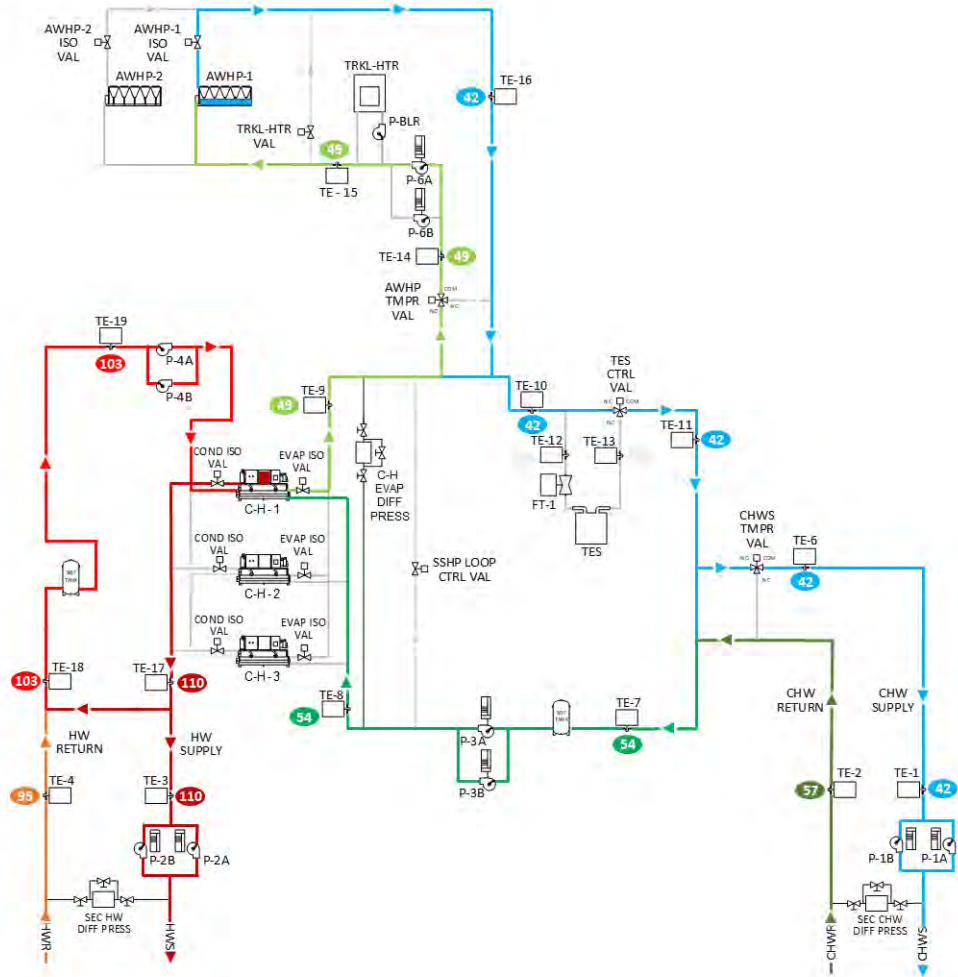 AWHP-2
ISO
VAL
AWHP-1
ISO
VAL
AWHP-2
AWHP-1
TRKL-HTR
P-BLR
TRKL-HTR
VAL
TE-16
42
49
TE - 15
P-6A
P-6B
TE-14
49
AWHP
TMPR
VAL
COM
NO
NC
TE-19
103
P-4A
P-4B
TE-9
49
TES
CTRL
VAL
NC
COM
NO
TE-10
42
TE-12
TE-13
TE-11
42
FT-1
TES
COND ISO
VAL
EVAP ISO
VAL
C-H - 1
C-H
EVAP
DIFF
PRESS
COND ISO
VAL
EVAP ISO
VAL
C-H - 2
SSHP LOOP
CTRL VAL
CHWS
TMPR
VAL
NO
COM
NC
TE-6
42
COND ISO
VAL
EVAP ISO
VAL
C-H - 3
TE-18
103
TE-17
110
TE-8
54
P-3A
P-3B
TE-7
54
HW
RETURN
HW
SUPPLY
CHW
RETURN
CHW
SUPPLY
TE-4
95
TE-3
110
TE-2
57
TE-1
42
P-2B
P-2A
P-1B
P-1A
SEC HW
DIFF PRESS
SEC CHW
DIFF PRESS
HWR
HWS
CHWR
CHWS